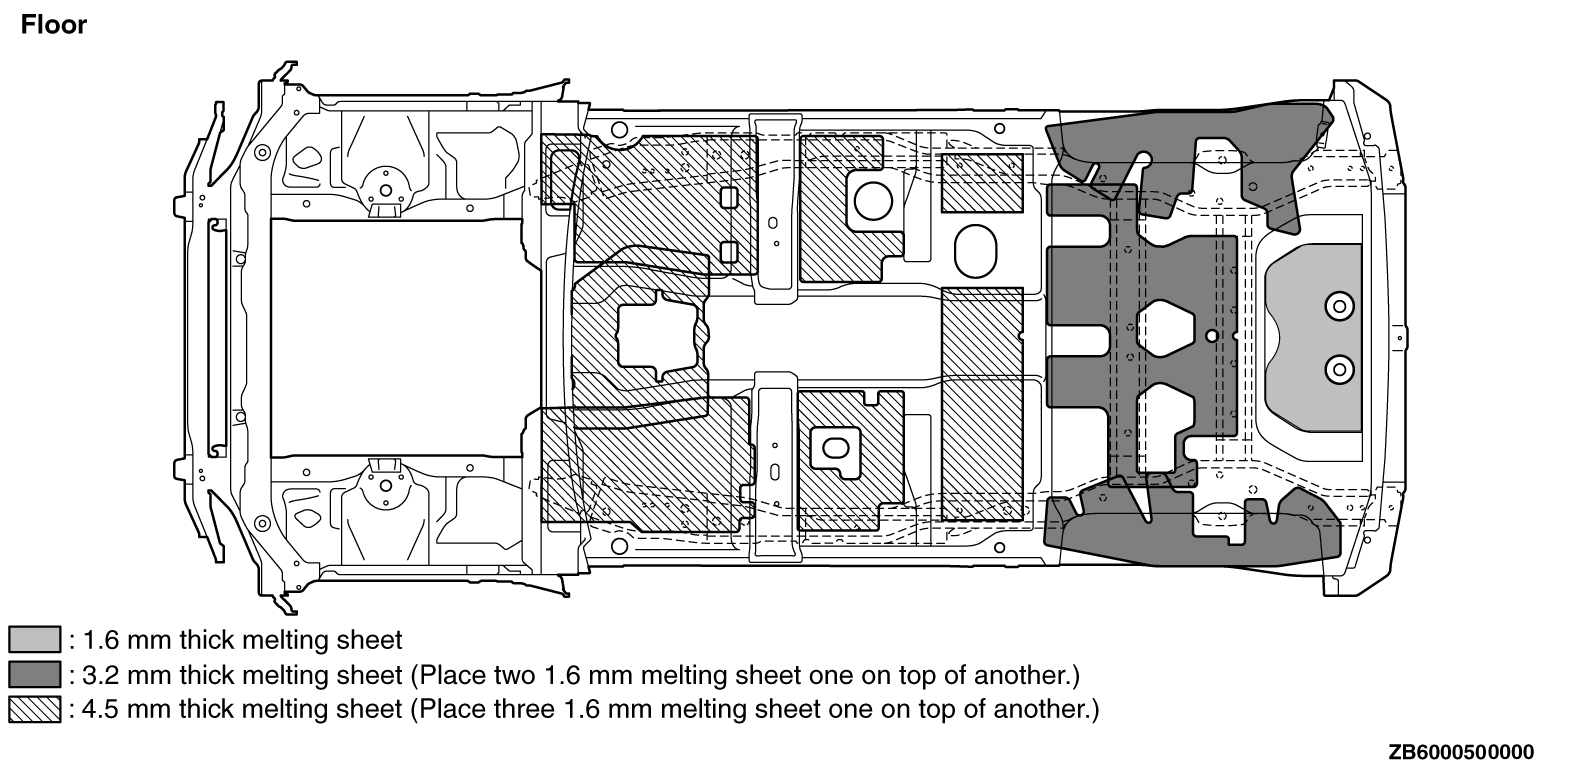 Floor
: 1.6 mm thick melting sheet
: 3.2 mm thick melting sheet (Place two 1.6 mm melting sheet one on top of another.)
: 4.5 mm thick melting sheet (Place three 1.6 mm melting sheet one on top of another.)
ZB6000500000